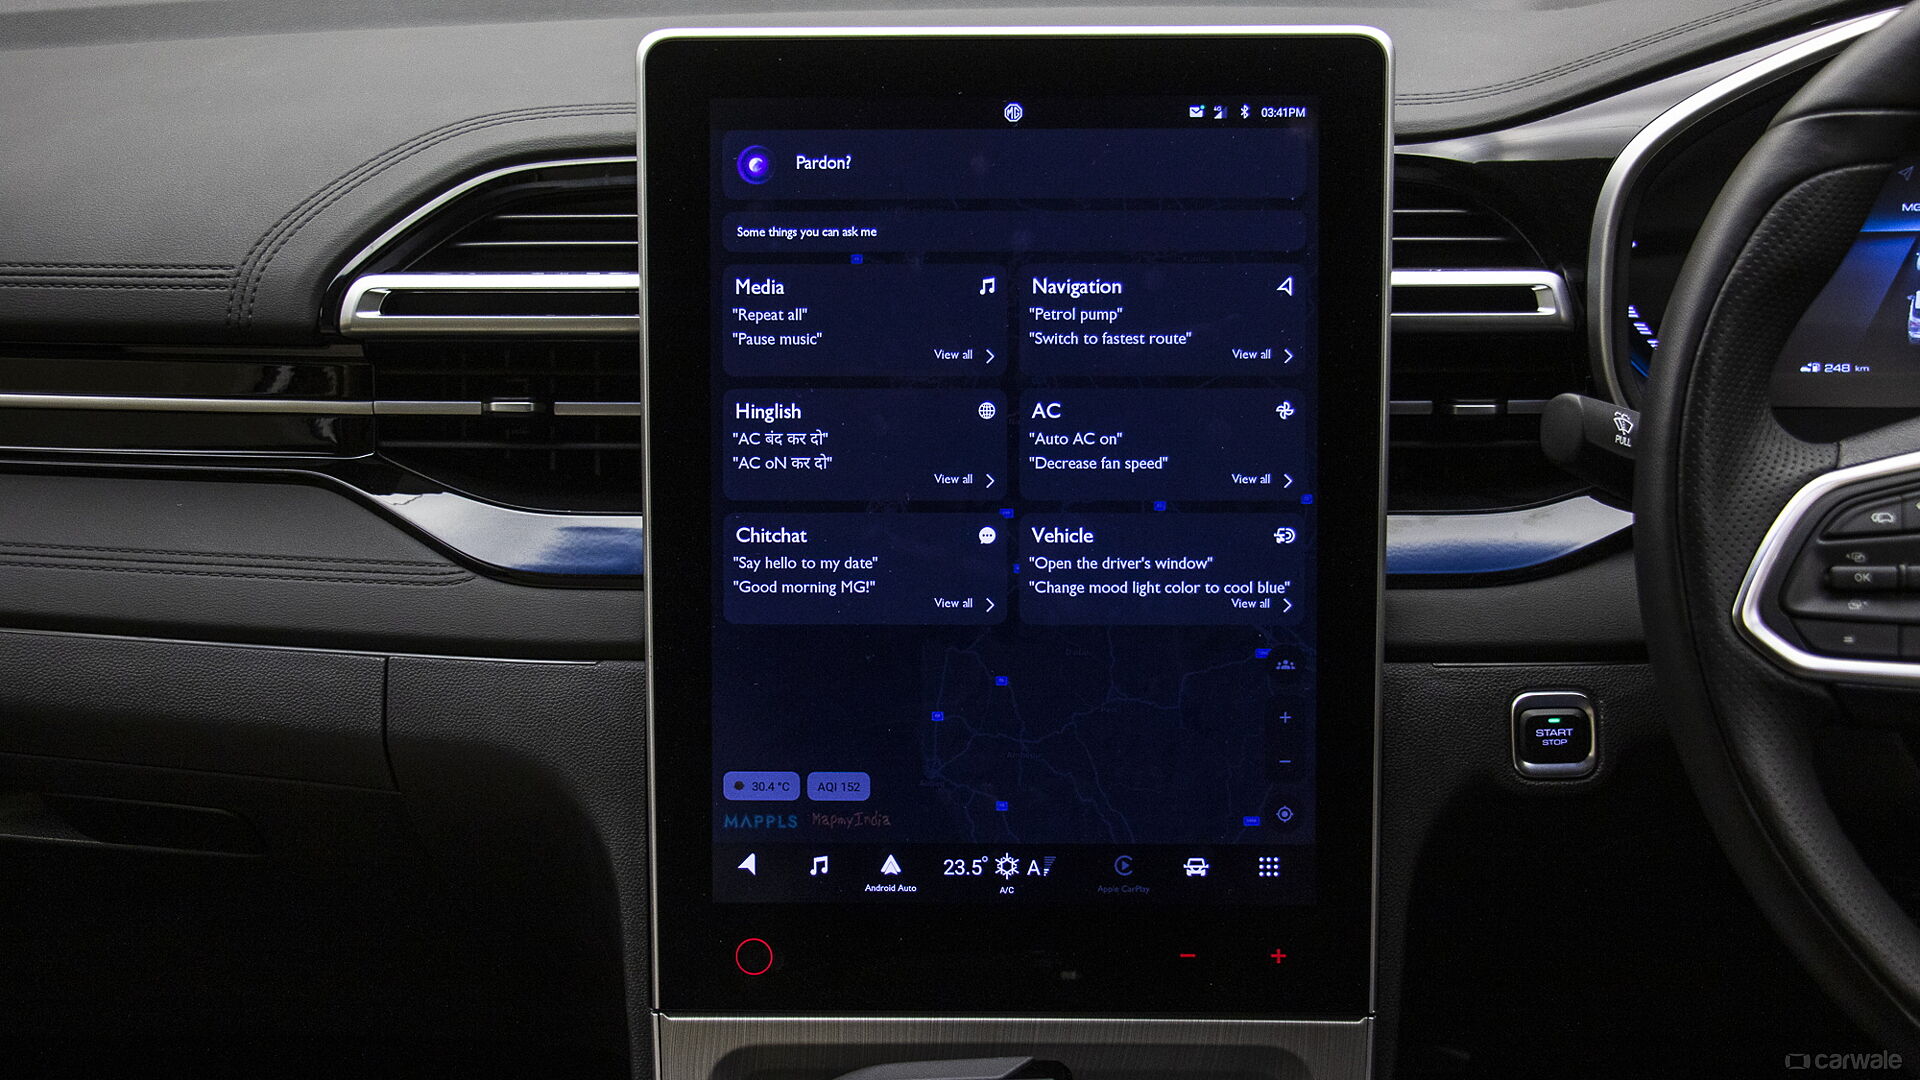 MG
03:41PM
Pardon?
Some things you can ask me
Media
"Repeat all"
"Pause music"
View all
Navigation
"Petrol pump"
"Switch to fastest route"
View all
Hinglish
"AC बंद कर दो"
"AC oN कर दो"
View all
AC
"Auto AC on"
"Decrease fan speed"
View all
Chitchat
"Say hello to my date"
"Good morning MG!"
View all
Vehicle
"Open the driver's window"
"Change mood light color to cool blue"
View all
30.4 °C
AQI 152
MAPPLS MapmyIndia
Android Auto
23.5°
A/C
A
Apple CarPlay
PULL
248 km
OK
START
STOP
carwale